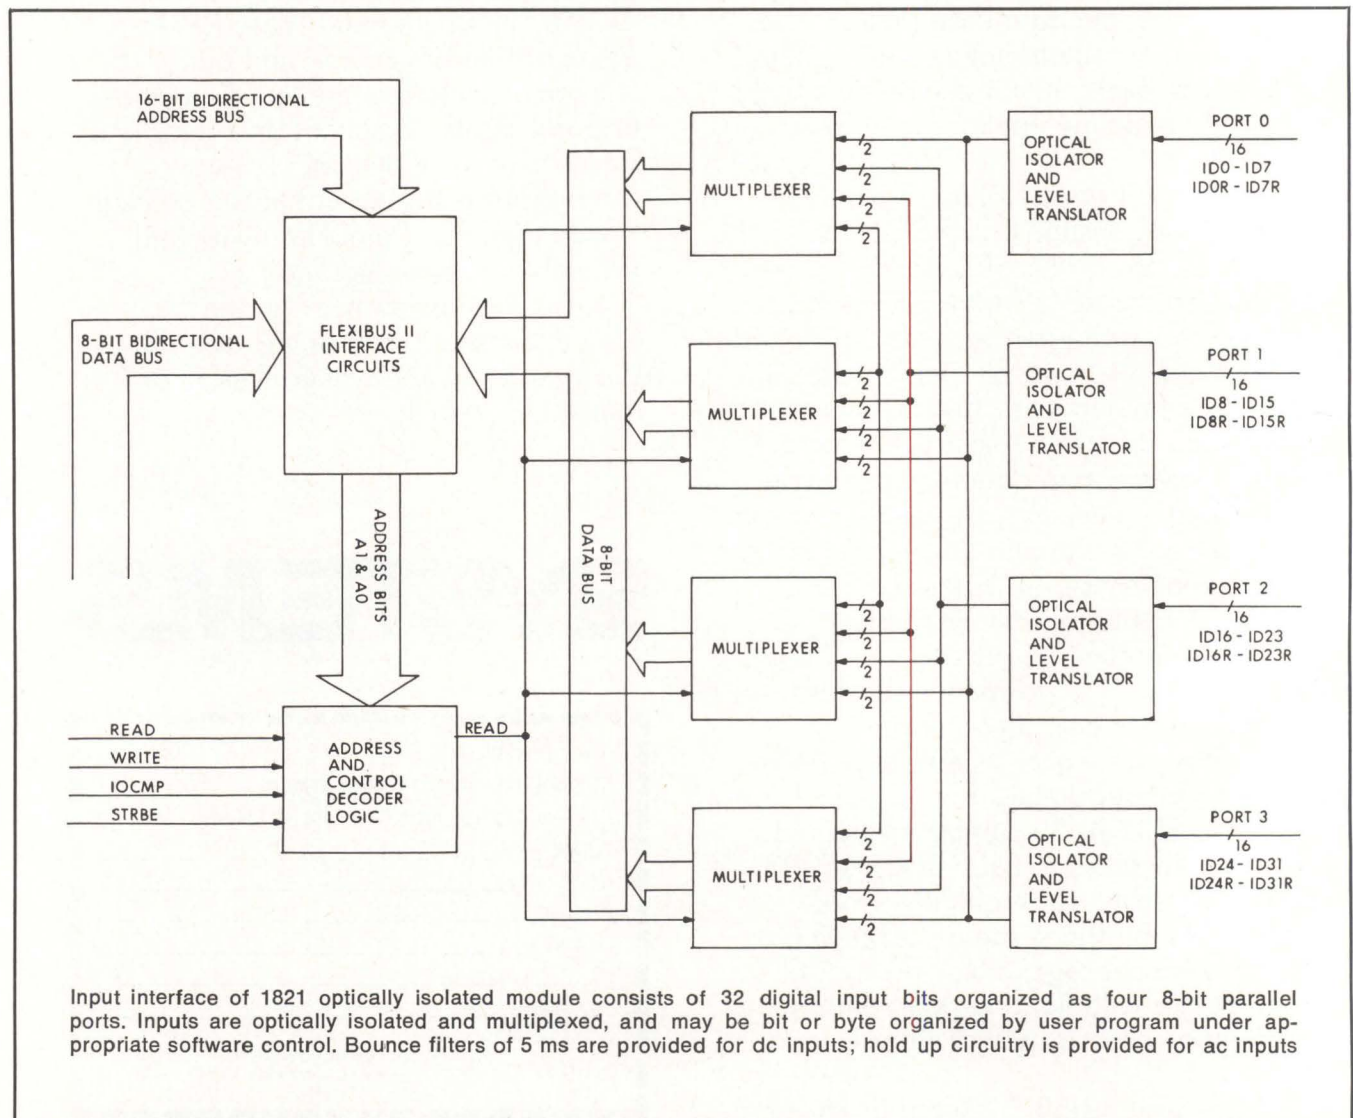 16-BIT BIDIRECTIONAL
ADDRESS BUS
8-BIT BIDIRECTIONAL
DATA BUS
FLEXIBUS II
INTERFACE
CIRCUITS
ADDRESS BITS
A1 & A0
READ
WRITE
IOCMP
STRBE
ADDRESS
AND.
CONTROL
DECODER
LOGIC
READ
8-BIT
DATA BUS
MULTIPLEXER
2
2
2
2
OPTICAL
ISOLATOR
AND
LEVEL
TRANSLATOR
PORT 0
16
ID0 - ID7
ID0R - ID7R
MULTIPLEXER
2
2
2
2
OPTICAL
ISOLATOR
AND
LEVEL
TRANSLATOR
PORT 1
16
ID8 - ID15
ID8R - ID15R
MULTIPLEXER
2
2
2
2
OPTICAL
ISOLATOR
AND
LEVEL
TRANSLATOR
PORT 2
16
ID16 - ID23
ID16R - ID23R
MULTIPLEXER
2
2
2
2
OPTICAL
ISOLATOR
AND
LEVEL
TRANSLATOR
PORT 3
16
ID24 - ID31
ID24R - ID31R
Input interface of 1821 optically isolated module consists of 32 digital input bits organized as four 8-bit parallel
ports. Inputs are optically isolated and multiplexed, and may be bit or byte organized by user program under ap-
propriate software control. Bounce filters of 5 ms are provided for dc inputs; hold up circuitry is provided for ac inputs